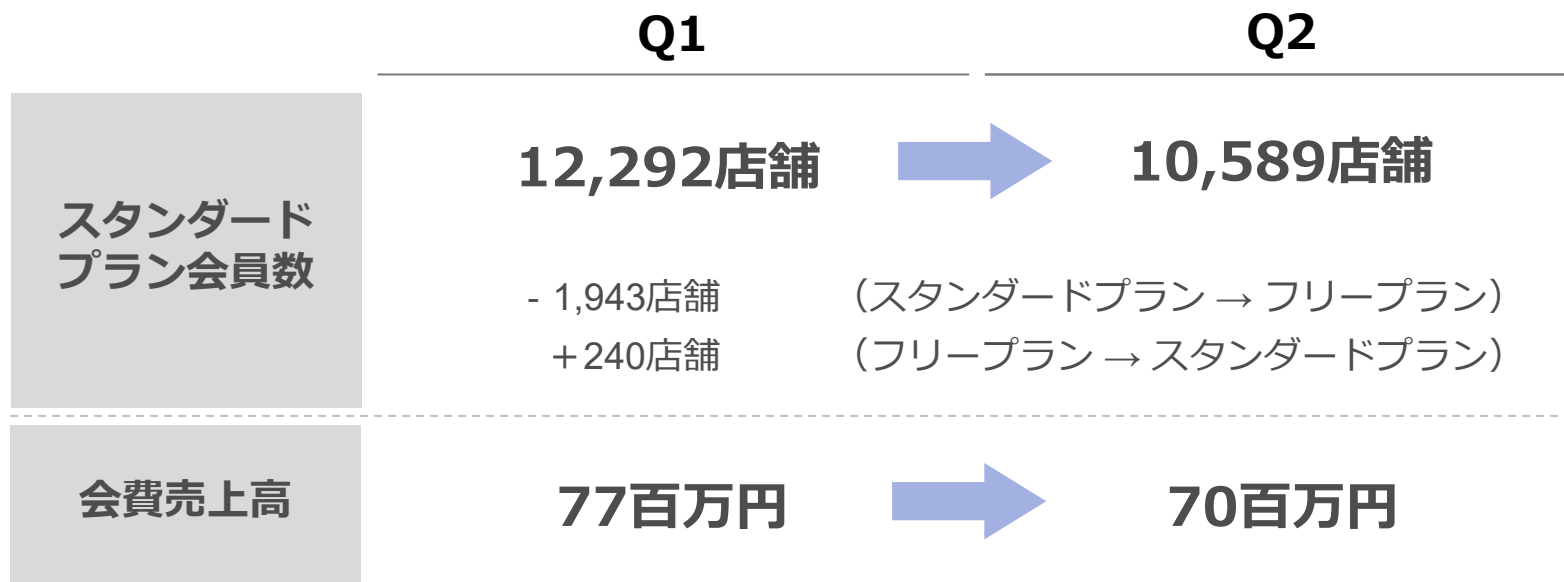 Q1
Q2
スタンダード
プラン会員数
12,292店舗
10,589店舗
- 1,943店舗
（スタンダードプラン → フリープラン）
＋240店舗
（フリープラン → スタンダードプラン）
会費売上高
77百万円
70百万円